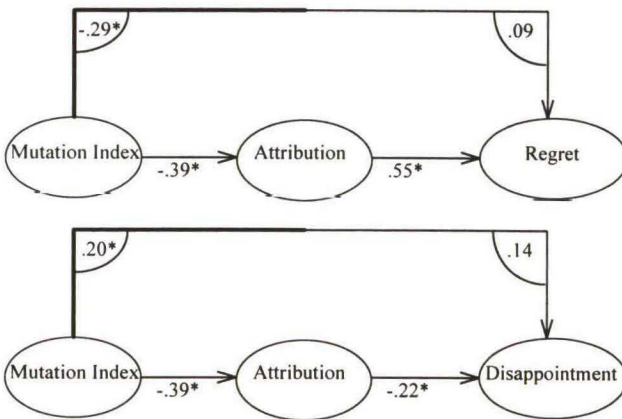 -.29*
.09
Mutation Index
Attribution
Regret
-.39*
.55*
.20*
.14
Mutation Index
Attribution
Disappointment
-.39*
-.22*